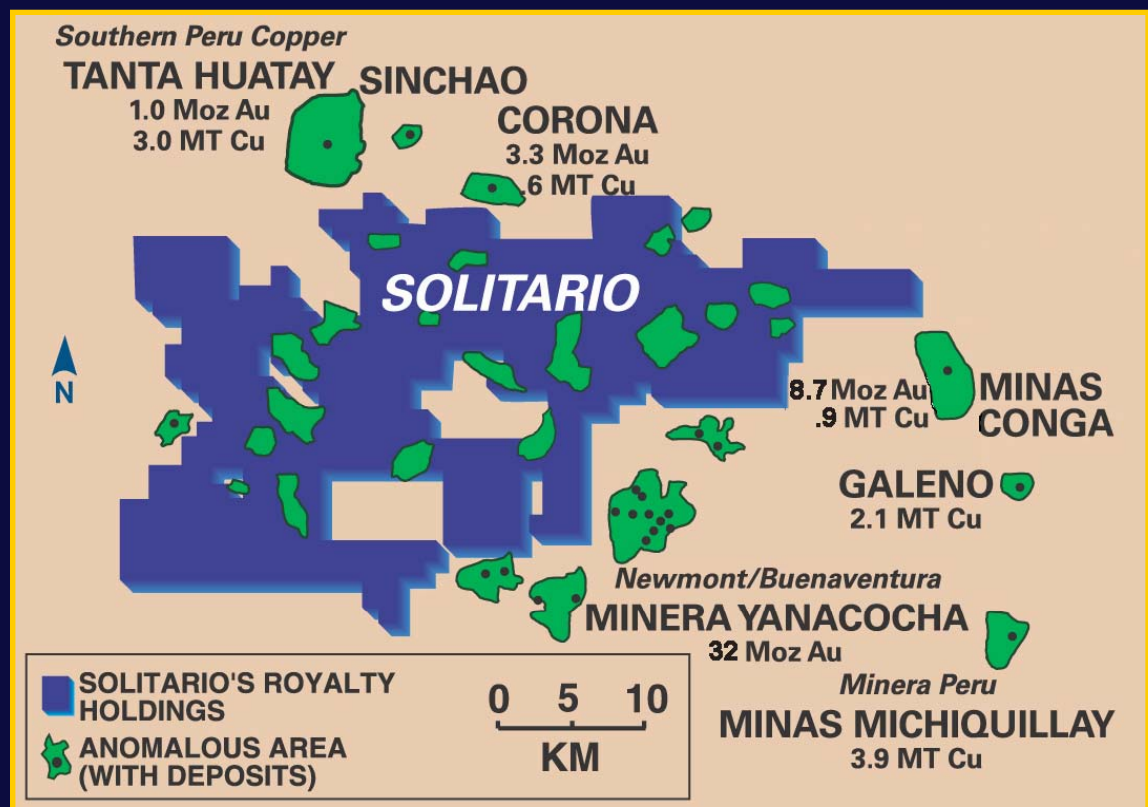 Southern Peru Copper
TANTA HUATAY
1.0 Moz Au
3.0 MT Cu
SINCHAO
CORONA
3.3 Moz Au
.6 MT Cu
SOLITARIO
N
8.7 Moz Au
.9 MT Cu
MINAS
CONGA
GALENO
2.1 MT Cu
Newmont/Buenaventura
MINERA YANACOCHA
32 Moz Au
Minera Peru
MINAS MICHIQUILLAY
3.9 MT Cu
SOLITARIO'S ROYALTY
HOLDINGS
ANOMALOUS AREA
(WITH DEPOSITS)
0 5 10
KM